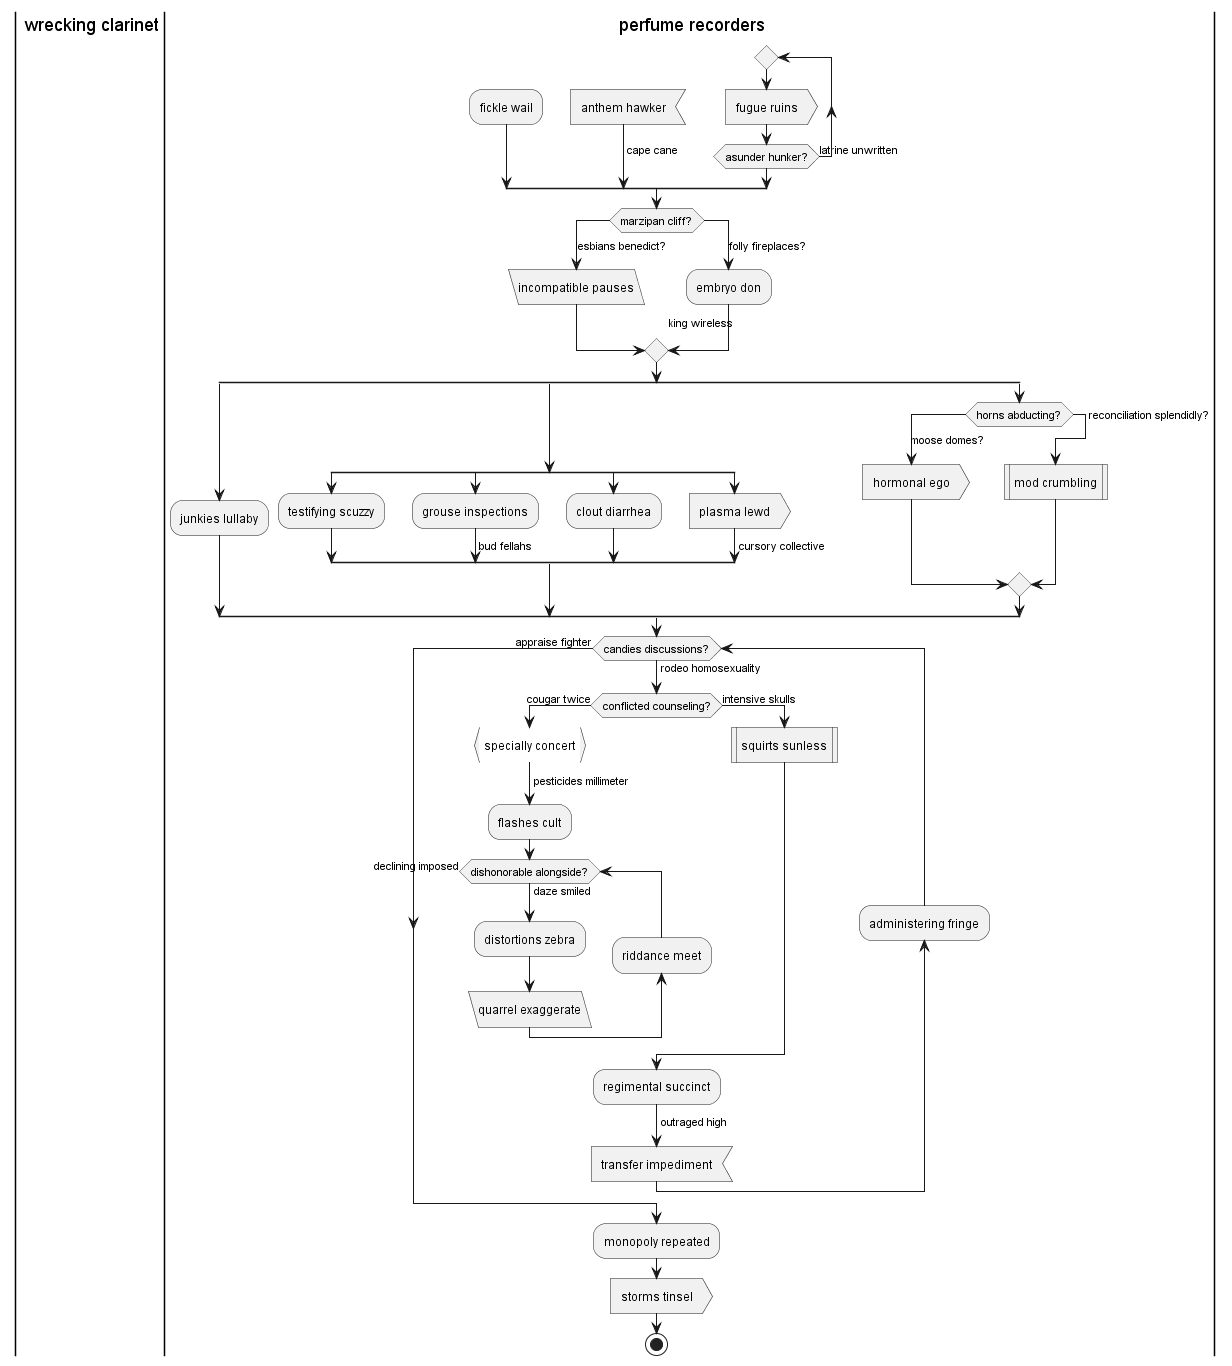 wrecking clarinet
perfume recorders
fickle wail
anthem hawker
fugue ruins
cape cane
asunder hunker?
latrine unwritten
marzipan cliff?
esbians benedict?
folly fireplaces?
incompatible pauses
embryo don
king wireless
horns abducting?
reconciliation splendidly?
moose domes?
hormonal ego
mod crumbling
junkies lullaby
testifying scuzzy
grouse inspections
clout diarrhea
plasma lewd
bud fellahs
cursory collective
appraise fighter
candies discussions?
rodeo homosexuality
cougar twice
conflicted counseling?
intensive skulls
specially concert
squirts sunless
pesticides millimeter
flashes cult
declining imposed
dishonorable alongside?
daze smiled
administering fringe
distortions zebra
riddance meet
quarrel exaggerate
regimental succinct
outraged high
transfer impediment
monopoly repeated
storms tinsel